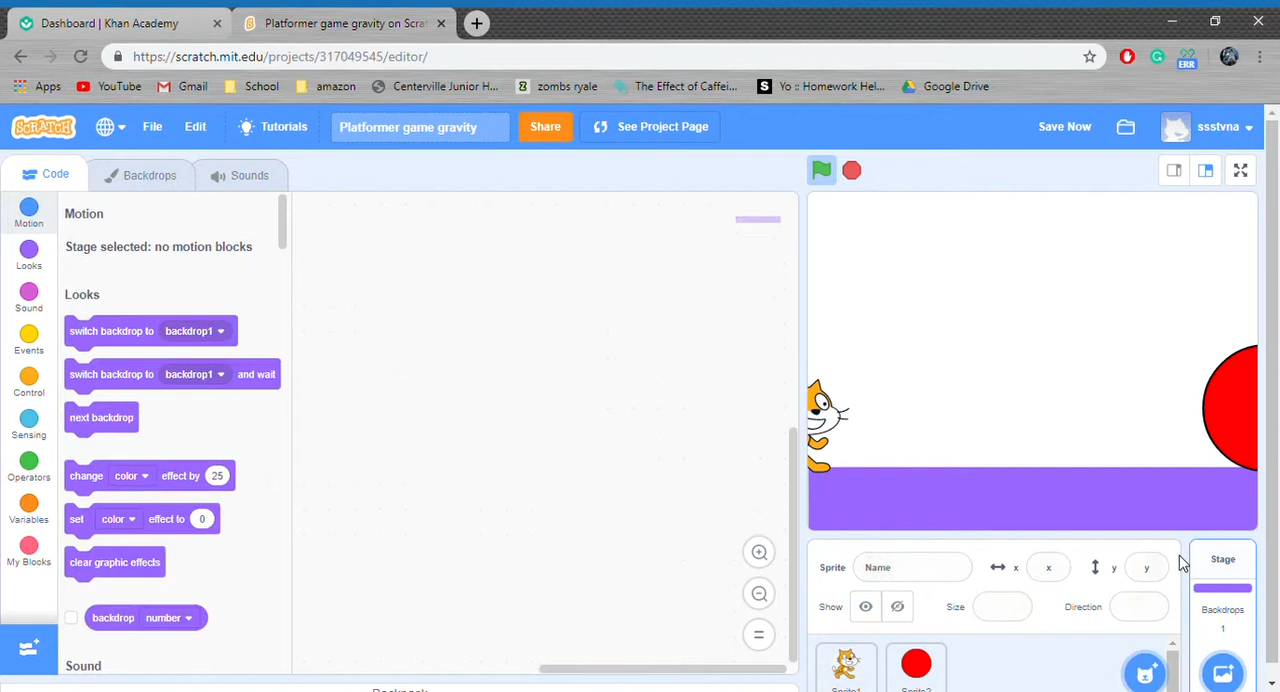 Dashboard | Khan Academy
Platformer game gravity on Scrat
https://scratch.mit.edu/projects/317049545/editor/
ERR
Apps YouTube Gmail School amazon Centerville Junior H... zombs ryale The Effect of Caffei... Yo :: Homework Hel... Google Drive
SCRATCH File Edit Tutorials Platformer game gravity Share See Project Page Save Now ssstvna
Code Backdrops Sounds
Motion
Looks
Sound
Events
Control
Sensing
Operators
Variables
My Blocks
Motion
Stage selected: no motion blocks
Looks
switch backdrop to backdrop1
switch backdrop to backdrop1 and wait
next backdrop
change color effect by 25
set color effect to 0
clear graphic effects
backdrop number
Sound
Sprite Name x x y y
Show Size Direction
Sprite1 Sprite2
Stage
Backdrops
1
Backpack